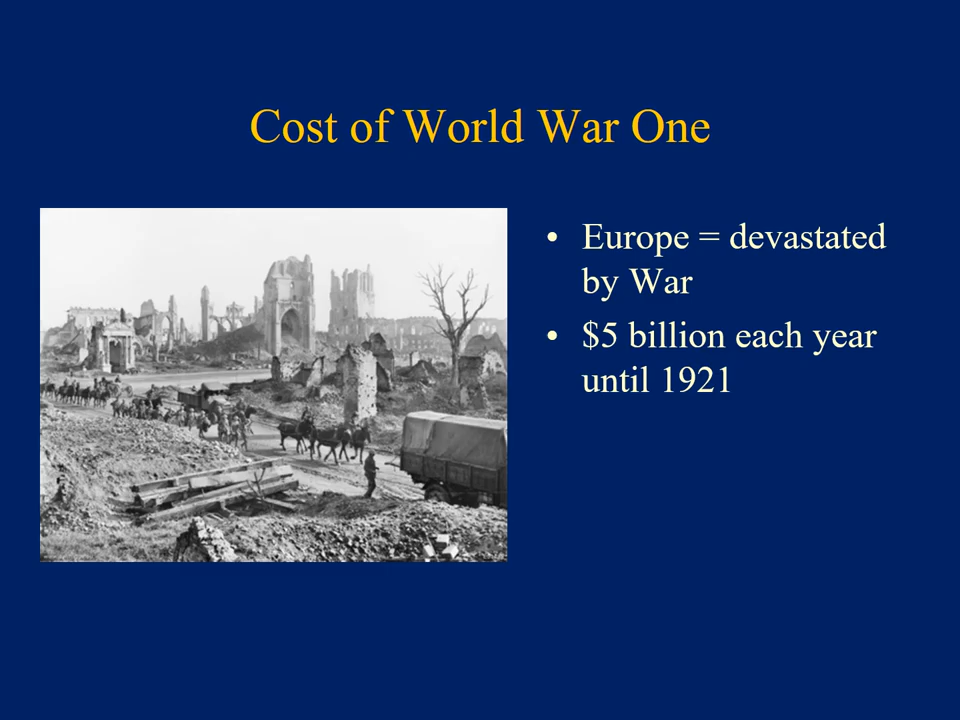 Cost of World War One
• Europe = devastated
by War
• $5 billion each year
until 1921